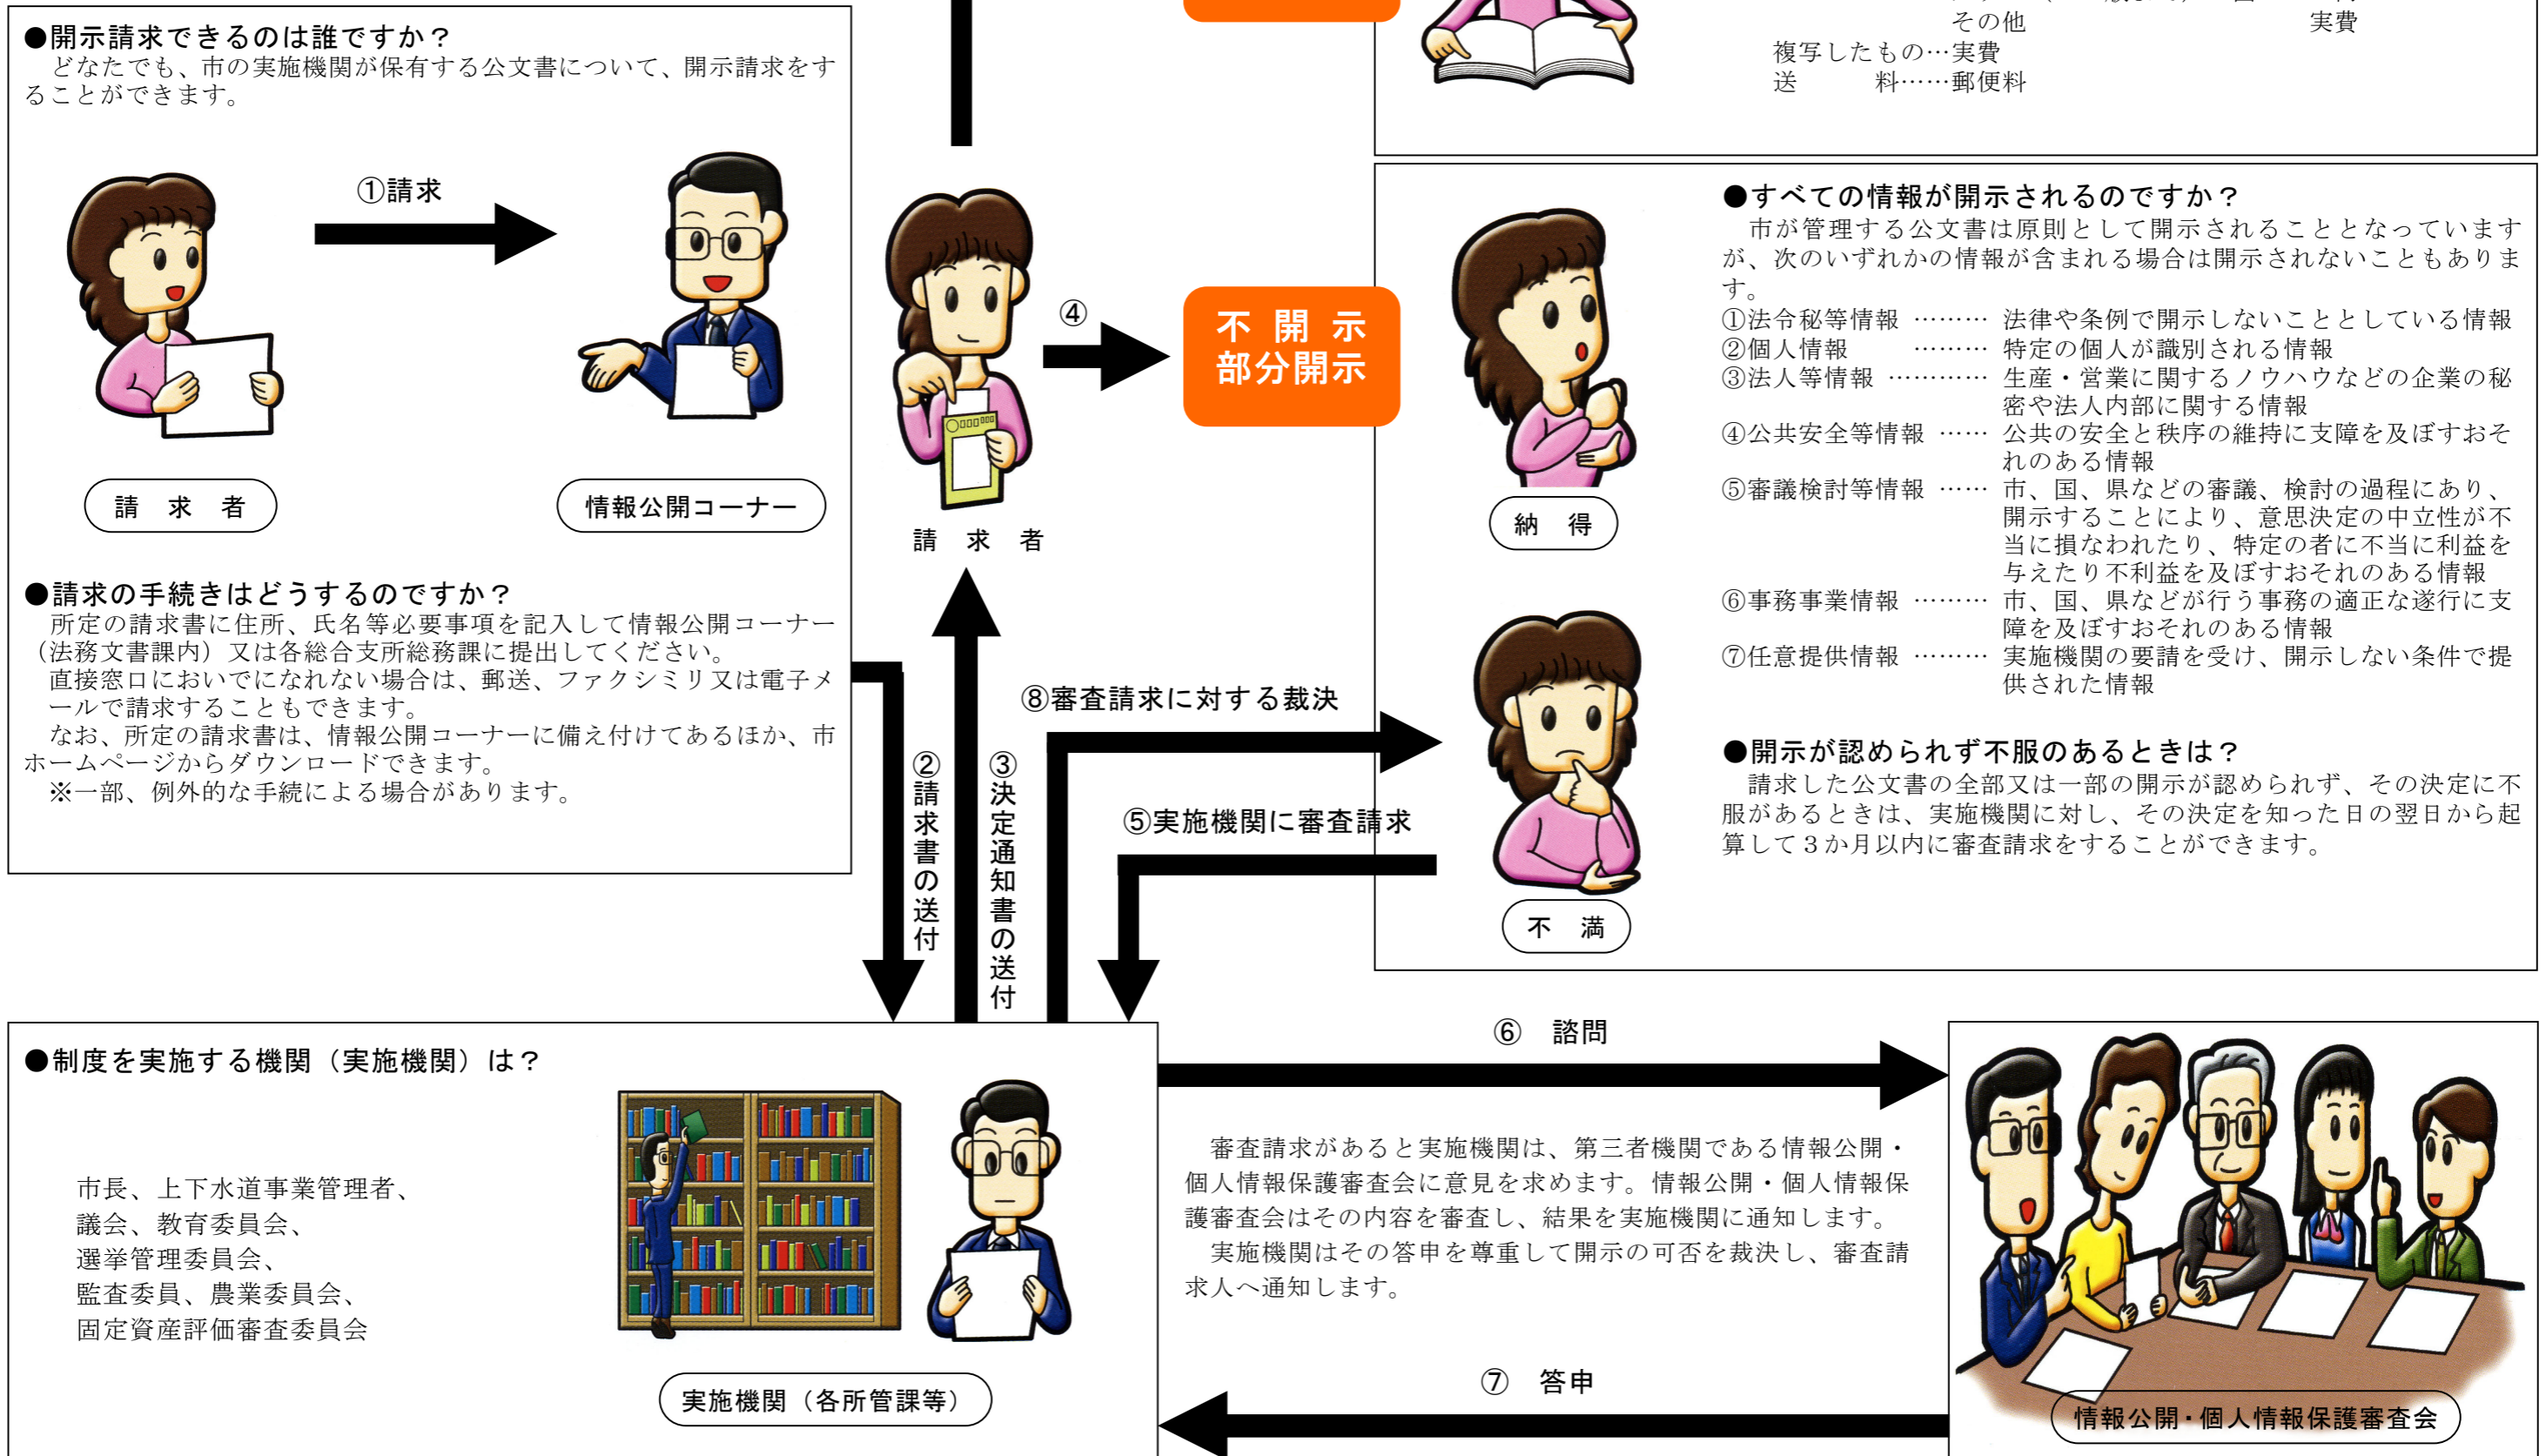 その他　実費
複写したもの…実費
送　料……郵便料
●開示請求できるのは誰ですか？
どなたでも、市の実施機関が保有する公文書について、開示請求をす
ることができます。
①請求
請　求　者
情報公開コーナー
●請求の手続きはどうするのですか？
所定の請求書に住所、氏名等必要事項を記入して情報公開コーナー
（法務文書課内）又は各総合支所総務課に提出してください。
直接窓口においでになれない場合は、郵送、ファクシミリ又は電子メ
ールで請求することもできます。
なお、所定の請求書は、情報公開コーナーに備え付けてあるほか、市
ホームページからダウンロードできます。
※一部、例外的な手続による場合があります。
請　求　者
④
不 開 示
部分開示
●すべての情報が開示されるのですか？
市が管理する公文書は原則として開示されることとなっています
が、次のいずれかの情報が含まれる場合は開示されないこともありま
す。
①法令秘等情報 ……… 法律や条例で開示しないこととしている情報
②個人情報 ……… 特定の個人が識別される情報
③法人等情報 ………… 生産・営業に関するノウハウなどの企業の秘
密や法人内部に関する情報
④公共安全等情報 …… 公共の安全と秩序の維持に支障を及ぼすおそ
れのある情報
⑤審議検討等情報 …… 市、国、県などの審議、検討の過程にあり、
開示することにより、意思決定の中立性が不
当に損なわれたり、特定の者に不当に利益を
与えたり不利益を及ぼすおそれのある情報
⑥事務事業情報 ……… 市、国、県などが行う事務の適正な遂行に支
障を及ぼすおそれのある情報
⑦任意提供情報 ……… 実施機関の要請を受け、開示しない条件で提
供された情報
納　得
●開示が認められず不服のあるときは？
請求した公文書の全部又は一部の開示が認められず、その決定に不
服があるときは、実施機関に対し、その決定を知った日の翌日から起
算して３か月以内に審査請求をすることができます。
不　満
②請求書の送付
③決定通知書の送付
⑧審査請求に対する裁決
⑤実施機関に審査請求
●制度を実施する機関（実施機関）は？
市長、上下水道事業管理者、
議会、教育委員会、
選挙管理委員会、
監査委員、農業委員会、
固定資産評価審査委員会
実施機関（各所管課等）
⑥　諮問
審査請求があると実施機関は、第三者機関である情報公開・
個人情報保護審査会に意見を求めます。情報公開・個人情報保
護審査会はその内容を審査し、結果を実施機関に通知します。
実施機関はその答申を尊重して開示の可否を裁決し、審査請
求人へ通知します。
⑦　答申
情報公開・個人情報保護審査会